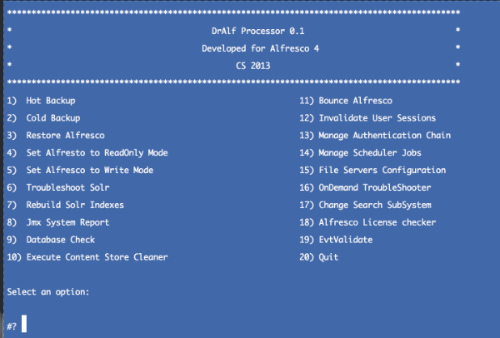 ********************************************************************************
* DrAlf Processor 0.1 *
* Developed for Alfresco 4 *
* CS 2013 *
********************************************************************************
1) Hot Backup 11) Bounce Alfresco
2) Cold Backup 12) Invalidate User Sessions
3) Restore Alfresco 13) Manage Authentication Chain
4) Set Alfresto to ReadOnly Mode 14) Manage Scheduler Jobs
5) Set Alfresco to Write Mode 15) File Servers Configuration
6) Troubleshoot Solr 16) OnDemand TroubleShooter
7) Rebuild Solr Indexes 17) Change Search SubSystem
8) Jmx System Report 18) Alfresco License checker
9) Database Check 19) EvtValidate
10) Execute Content Store Cleaner 20) Quit
Select an option:
#?